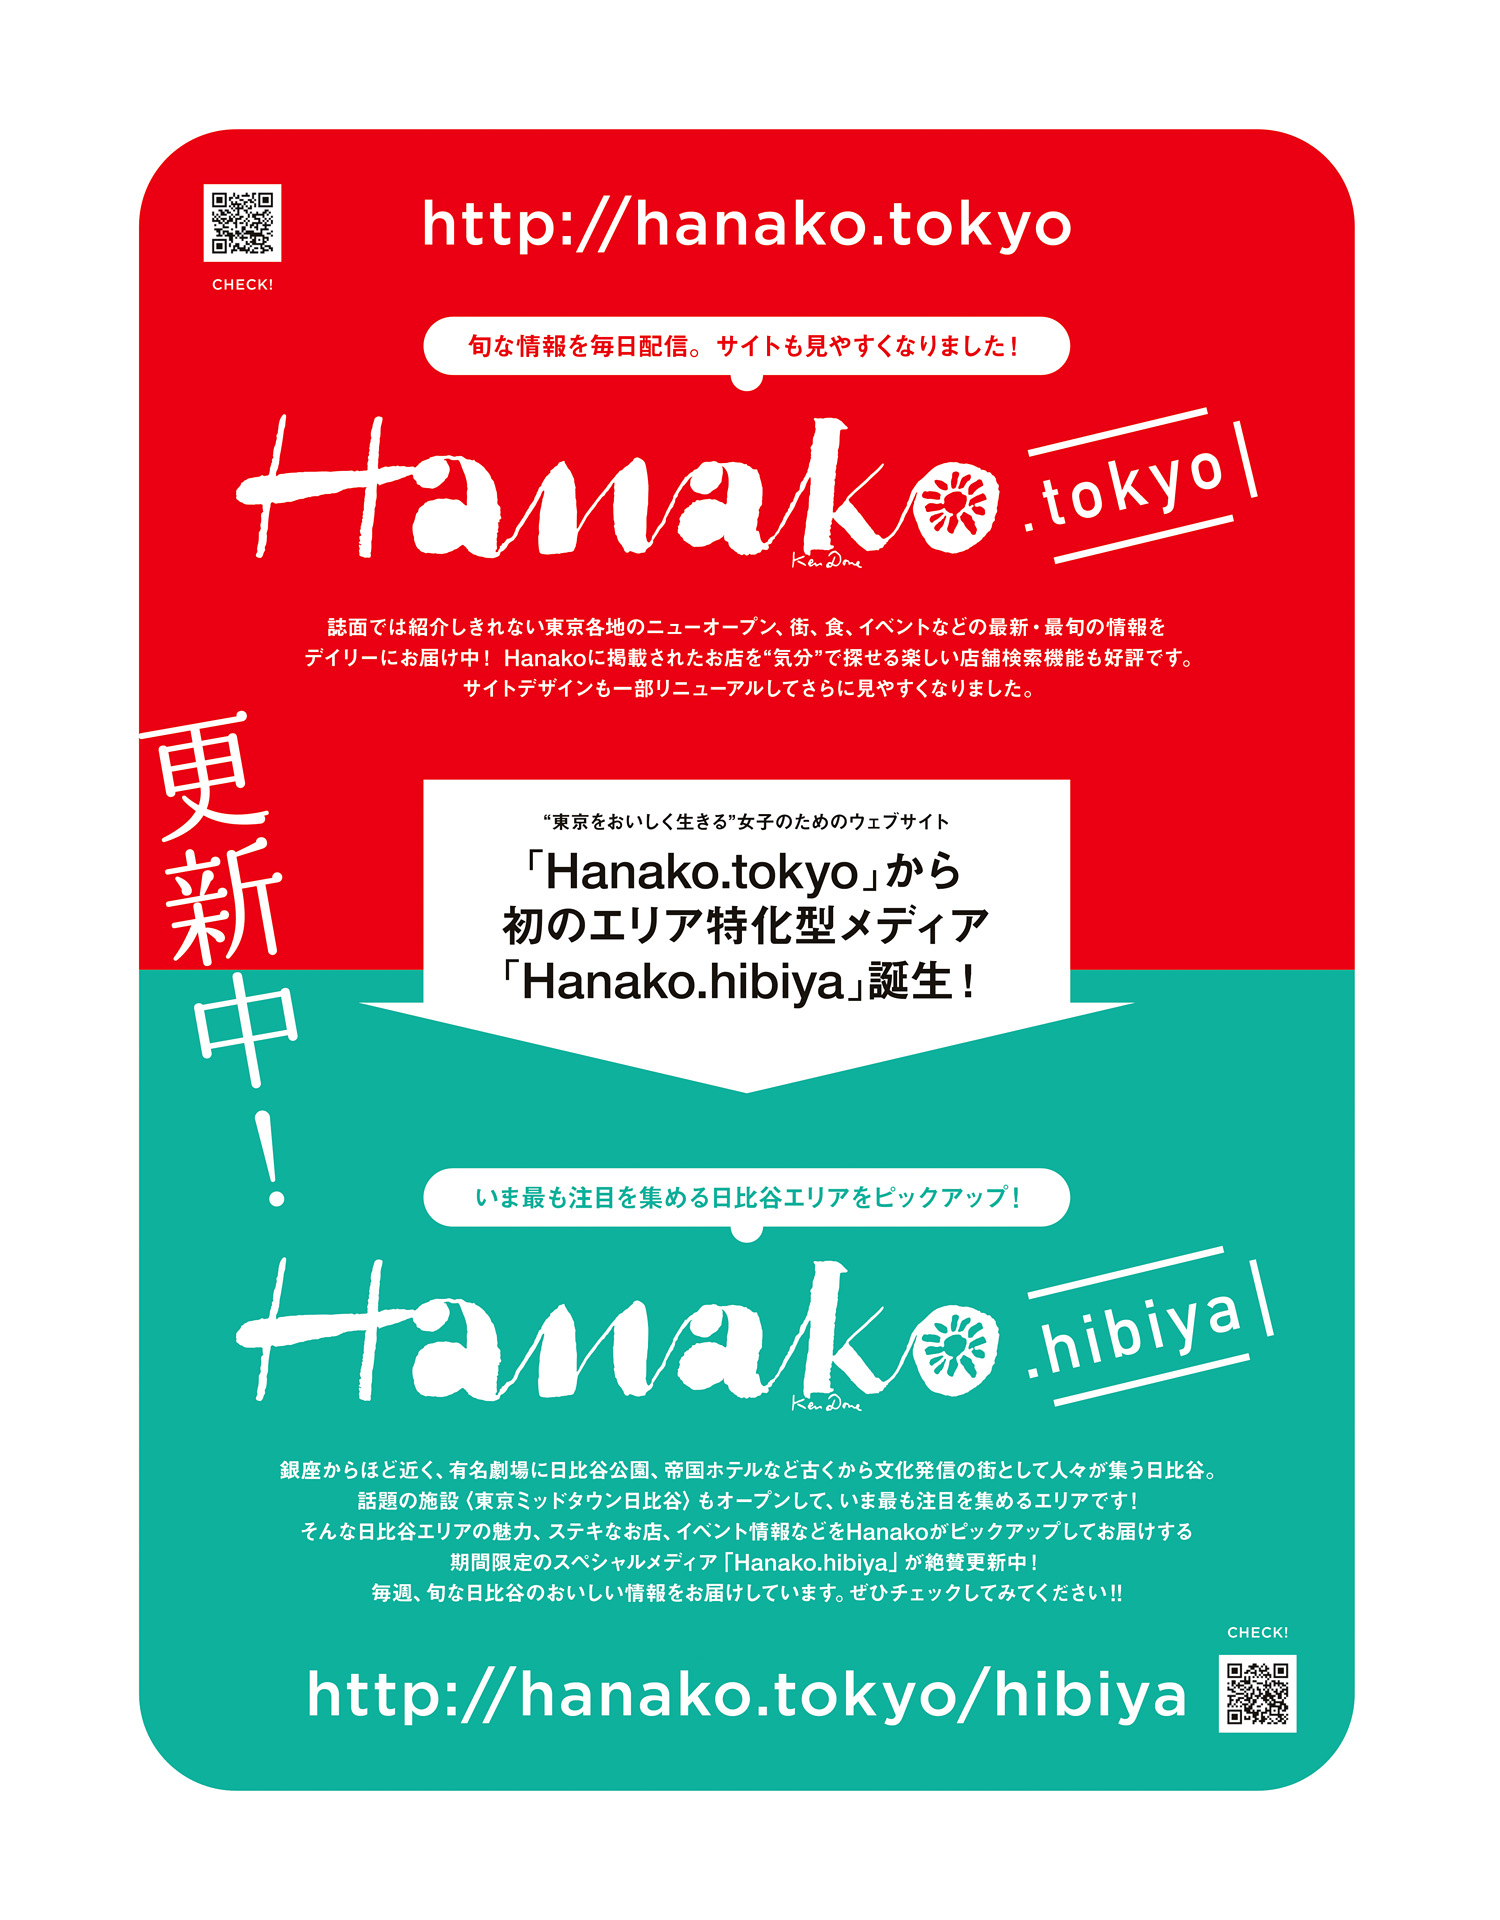 http://hanako.tokyo
CHECK!
旬な情報を毎日配信。サイトも見やすくなりました!
Hanako
.tokyo
Ken Done
誌面では紹介しきれない東京各地のニューオープン、街、食、イベントなどの最新・最旬の情報を
デイリーにお届け中! Hanakoに掲載されたお店を“気分”で探せる楽しい店舗検索機能も好評です。
サイトデザインも一部リニューアルしてさらに見やすくなりました。
更新中!
“東京をおいしく生きる”女子のためのウェブサイト
「Hanako.tokyo」から
初のエリア特化型メディア
「Hanako.hibiya」誕生!
いま最も注目を集める日比谷エリアをピックアップ!
Hanako
.hibiya
Ken Done
銀座からほど近く、有名劇場に日比谷公園、帝国ホテルなど古くから文化発信の街として人々が集う日比谷。
話題の施設〈東京ミッドタウン日比谷〉もオープンして、いま最も注目を集めるエリアです!
そんな日比谷エリアの魅力、ステキなお店、イベント情報などをHanakoがピックアップしてお届けする
期間限定のスペシャルメディア「Hanako.hibiya」が絶賛更新中!
毎週、旬な日比谷のおいしい情報をお届けしています。ぜひチェックしてみてください!!
CHECK!
http://hanako.tokyo/hibiya